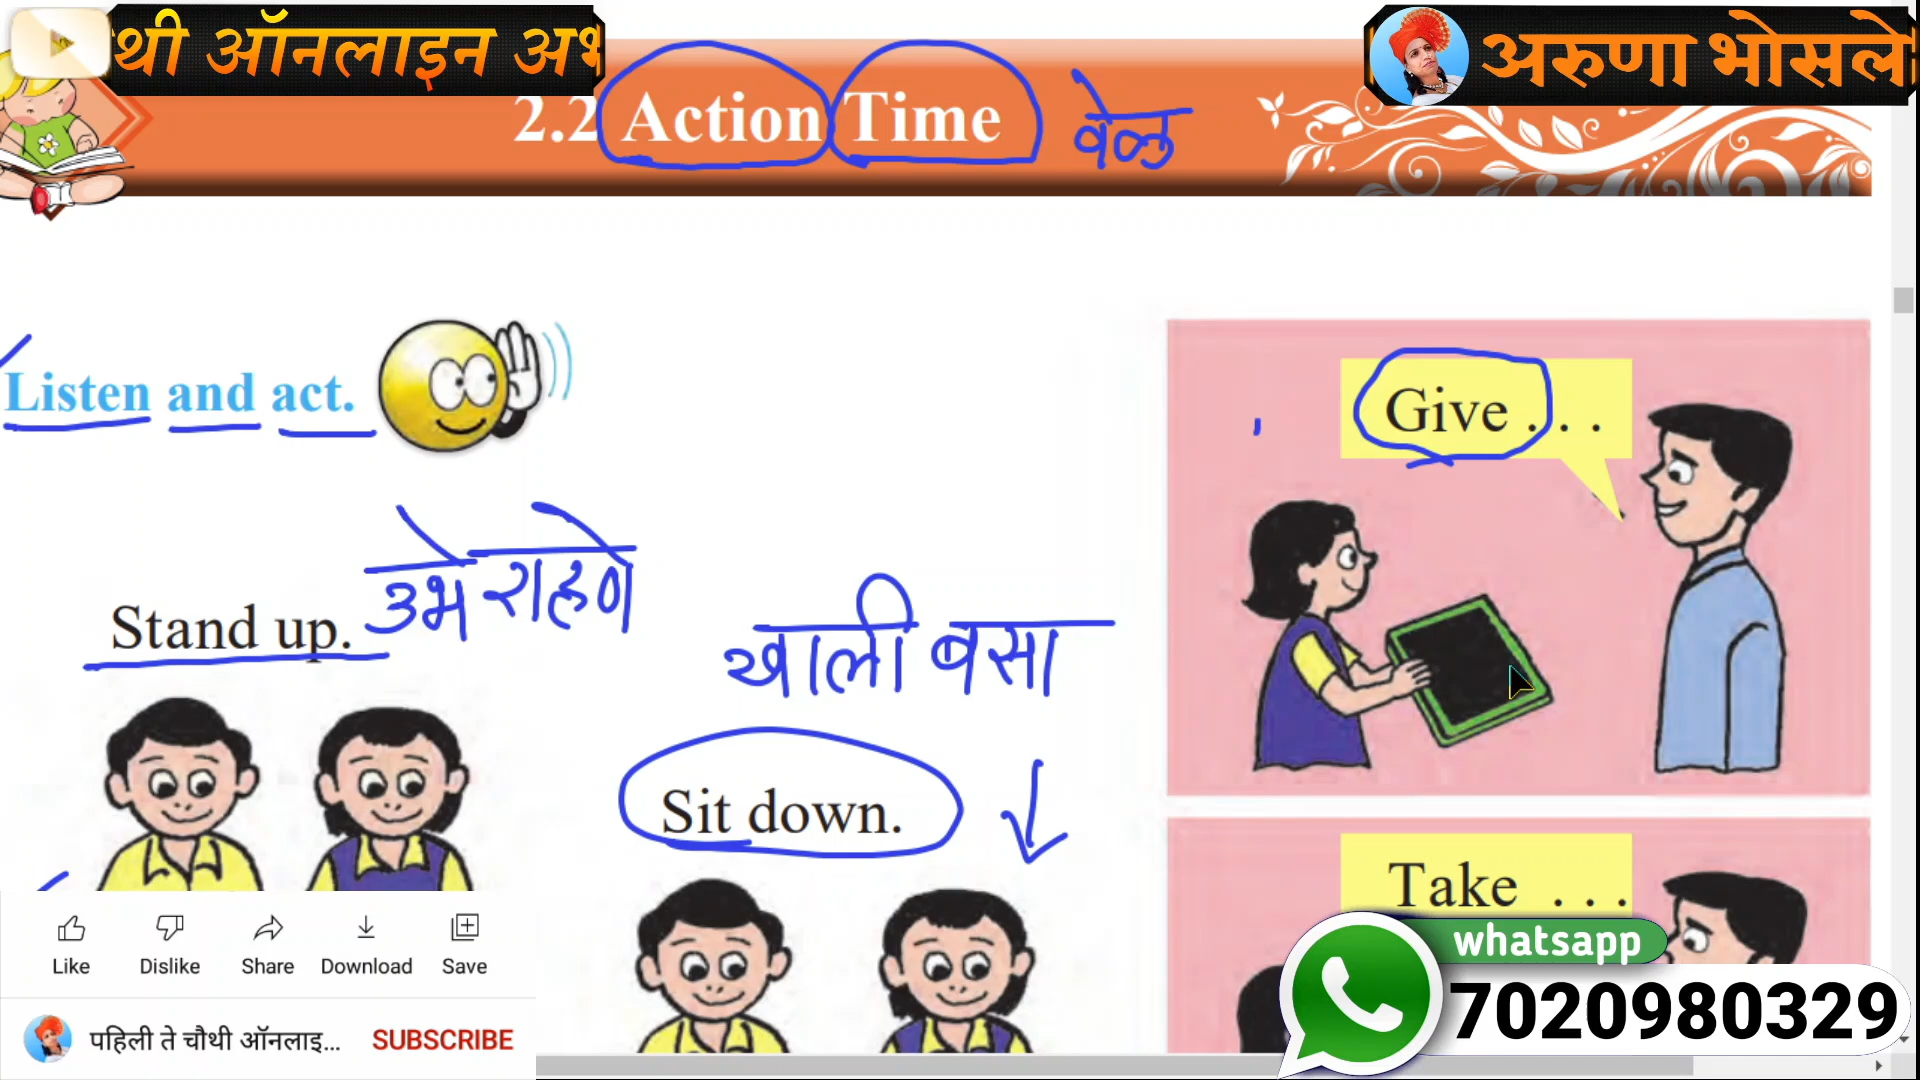 थी ऑनलाइन अभ
अरुणा भोसले
2.2 Action Time वेळ
Listen and act.
Give . . .
उभे राहणे
Stand up.
खाली बसा
Sit down.
Take . . .
whatsapp
7020980329
Like Dislike Share Download Save
पहिली ते चौथी ऑनलाइ... SUBSCRIBE